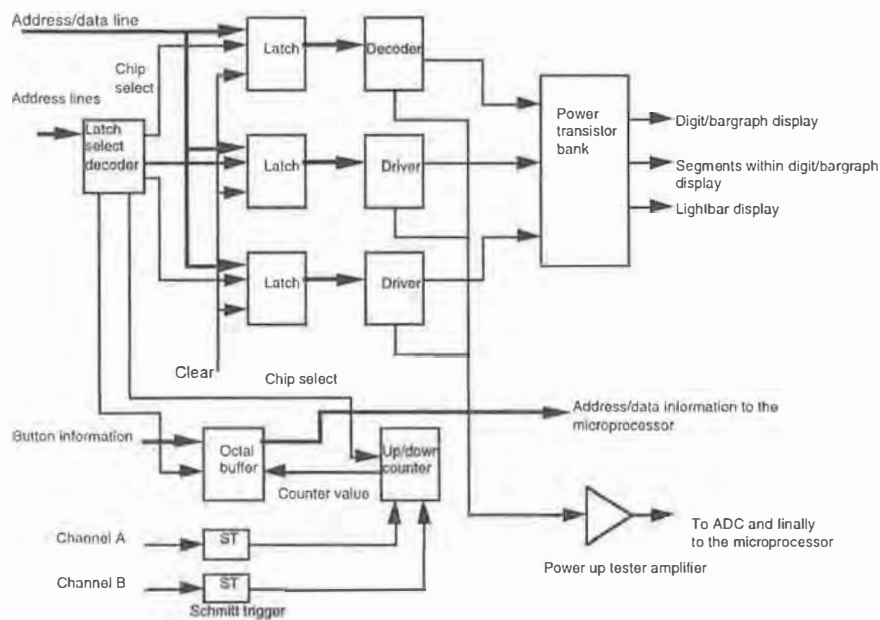 Address/data line
Latch
Decoder
Chip
select
Address lines
Latch
select
decoder
Power
transistor
bank
Digit/bargraph display
Latch
Driver
Segments within digit/bargraph
display
Lightbar display
Latch
Driver
Clear
Chip select
Address/data information to the
microprocessor
Button information
Octal
buffer
Up/down
counter
Counter value
Channel A
ST
To ADC and finally
to the microprocessor
Power up tester amplifier
Channel B
ST
Schmitt trigger